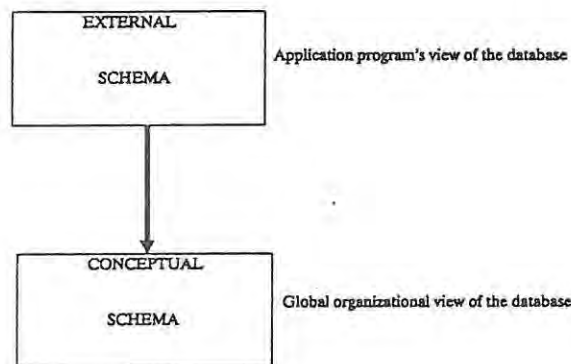 EXTERNAL
SCHEMA
Application program's view of the database
CONCEPTUAL
SCHEMA
Global organizational view of the database